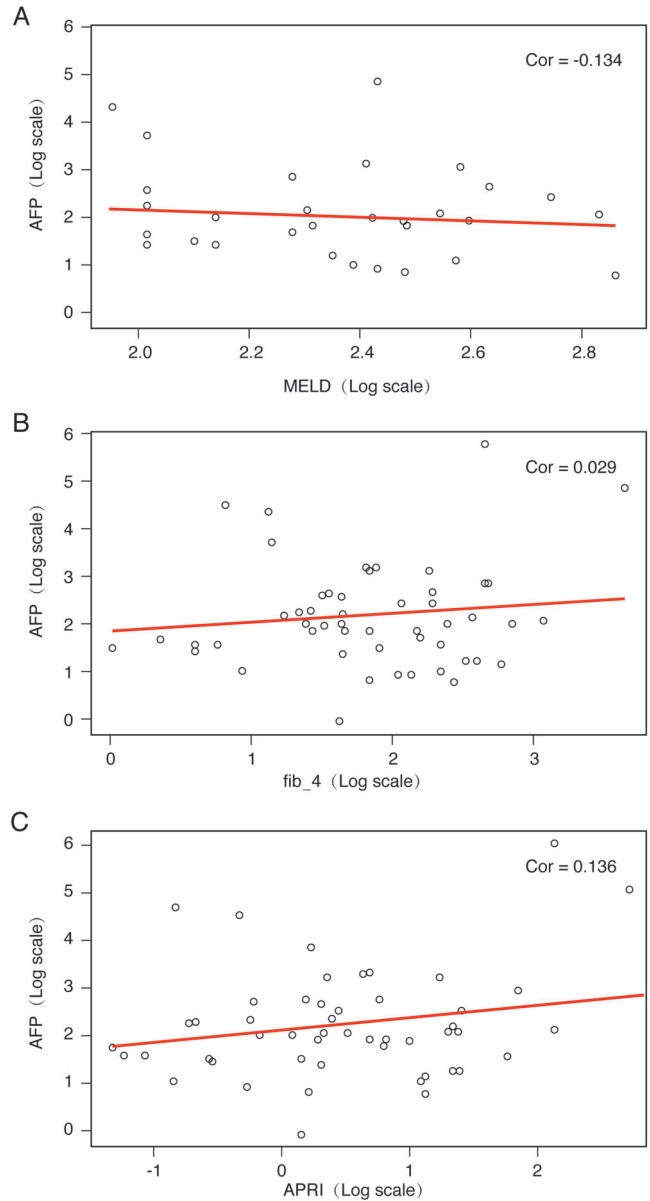 A
6
5
4
3
2
1
0
AFP（Log scale）
Cor = -0.134
2.0 2.2 2.4 2.6 2.8
MELD（Log scale）
B
6
5
4
3
2
1
0
AFP（Log scale）
Cor = 0.029
0 1 2 3
fib_4（Log scale）
C
6
5
4
3
2
1
0
AFP（Log scale）
Cor = 0.136
-1 0 1 2
APRI（Log scale）